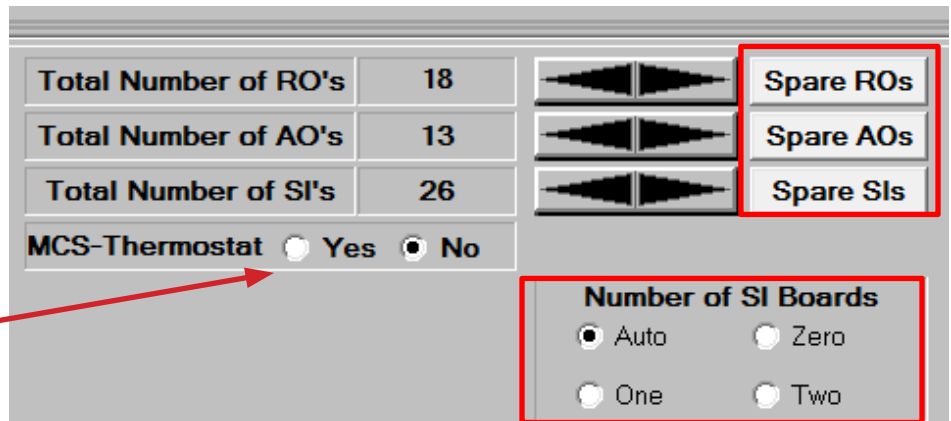 Total Number of RO's 18 Spare ROs
Total Number of AO's 13 Spare AOs
Total Number of SI's 26 Spare SIs
MCS-Thermostat Yes No
Number of SI Boards
Auto Zero
One Two